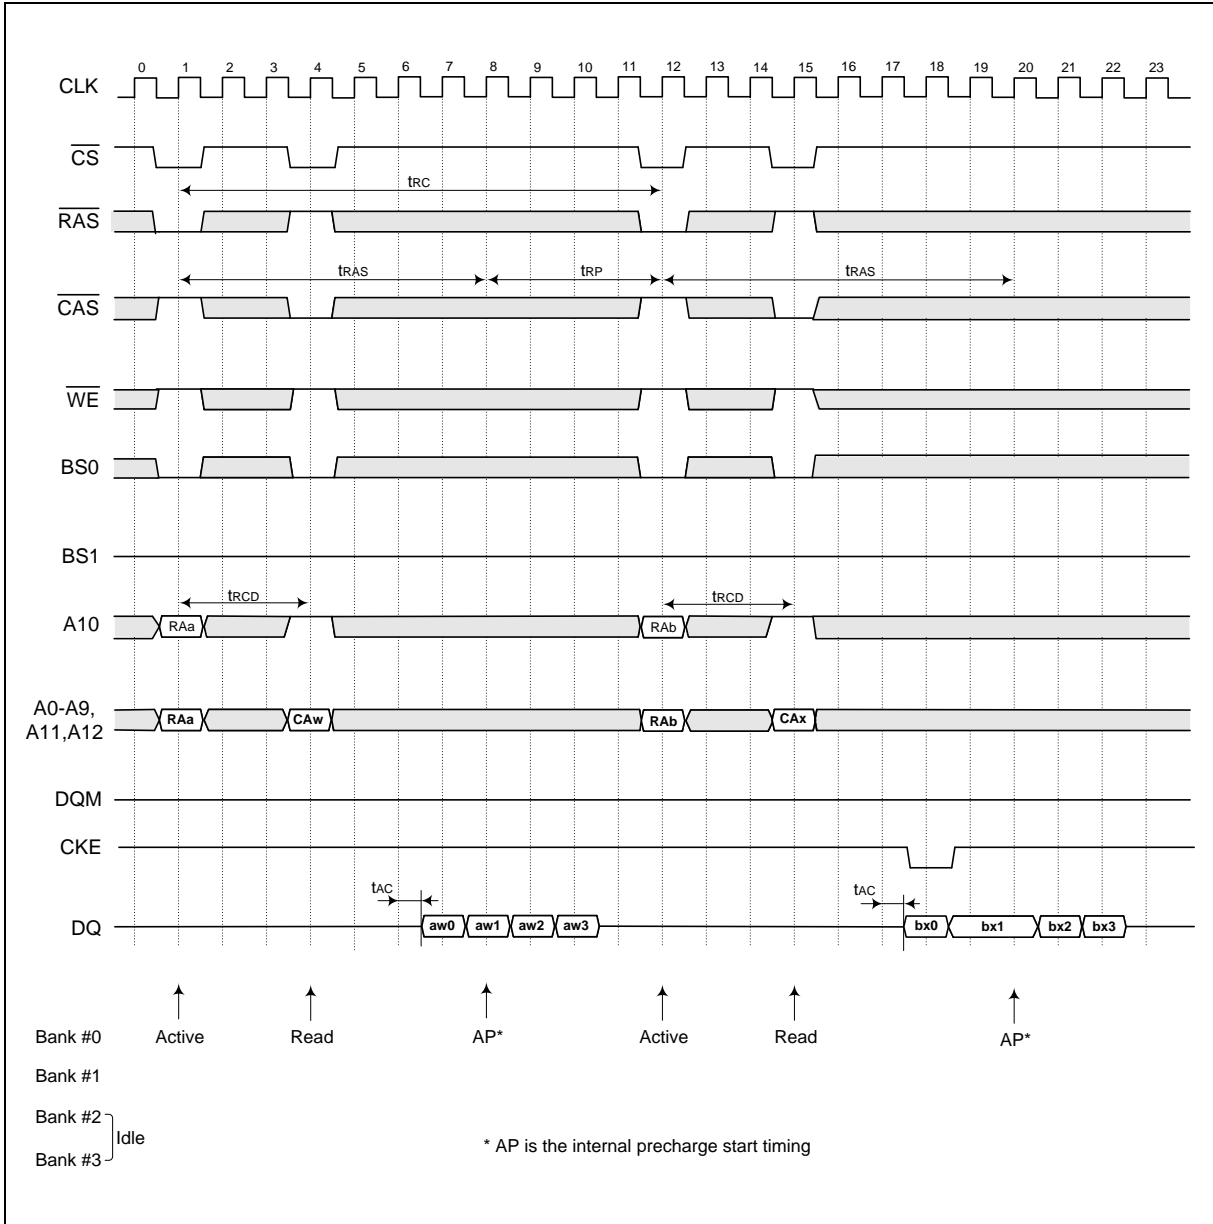 0 1 2 3 4 5 6 7 8 9 10 11 12 13 14 15 16 17 18 19 20 21 22 23
CLK
CS
tRC
RAS
tRAS tRP tRAS
CAS
WE
BS0
BS1
tRCD tRCD
A10 RAa RAb
A0-A9,
A11,A12 RAa CAw RAb CAx
DQM
CKE
tAC tAC
DQ aw0 aw1 aw2 aw3 bx0 bx1 bx2 bx3
Bank #0 Active Read AP* Active Read AP*
Bank #1
Bank #2
Idle
Bank #3
* AP is the internal precharge start timing